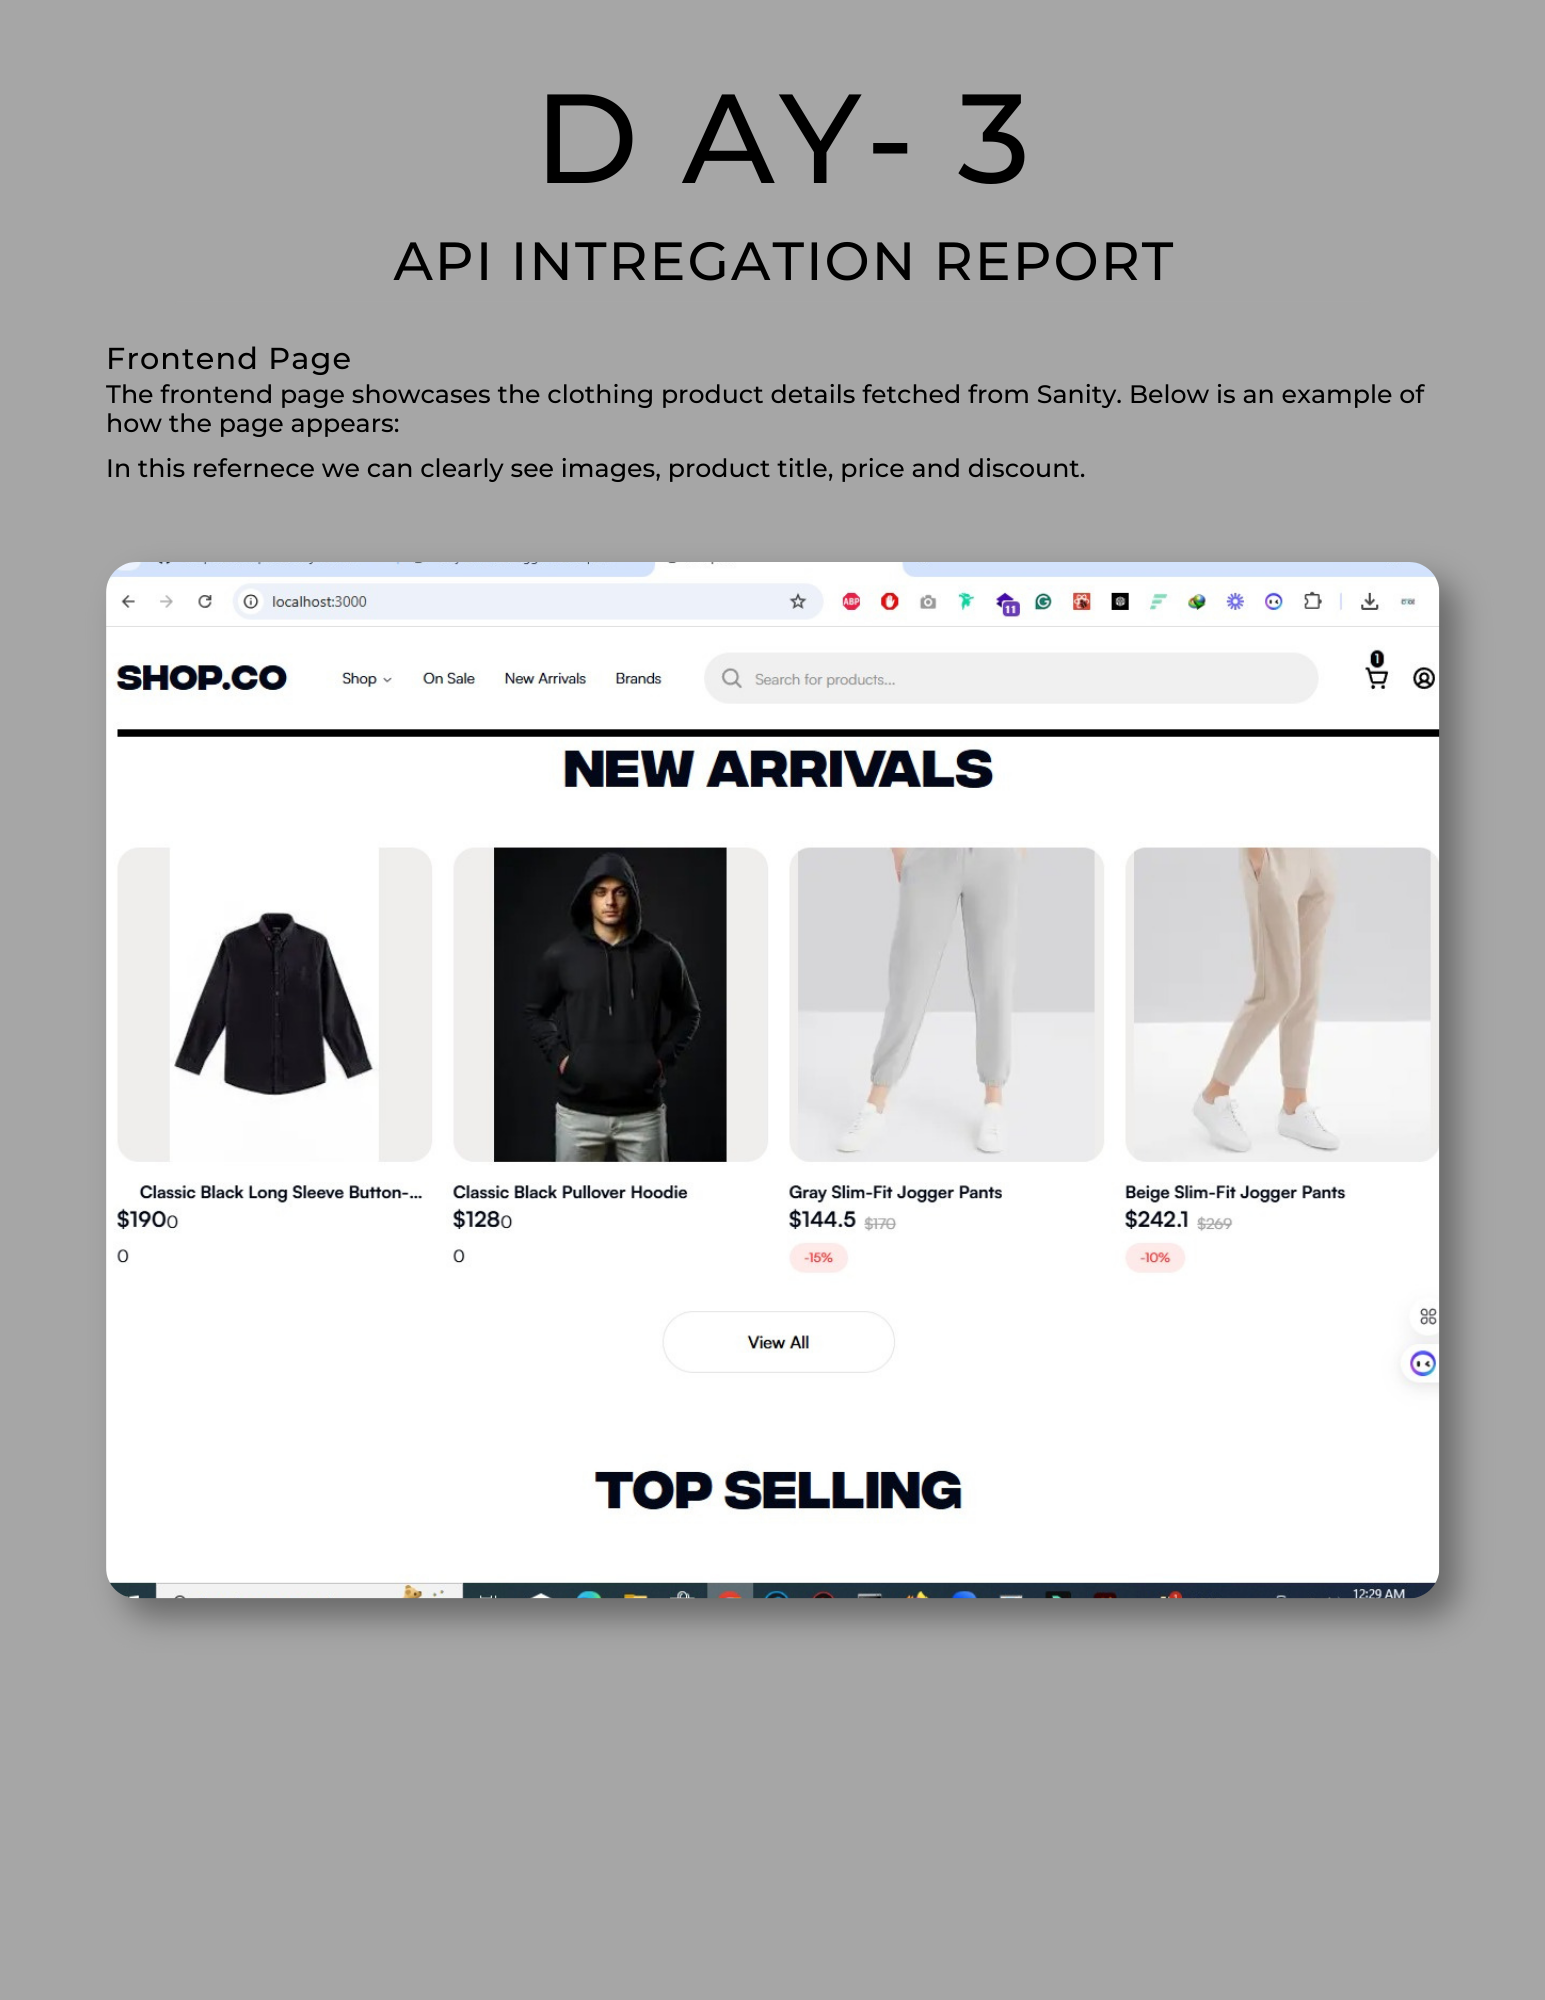 D AY- 3
API INTREGATION REPORT
Frontend Page
The frontend page showcases the clothing product details fetched from Sanity. Below is an example of
how the page appears:
In this refernece we can clearly see images, product title, price and discount.
localhost:3000
ABP
11
SHOP.CO
Shop
On Sale
New Arrivals
Brands
Search for products...
1
NEW ARRIVALS
Classic Black Long Sleeve Button-...
$1900
0
Classic Black Pullover Hoodie
$1280
0
Gray Slim-Fit Jogger Pants
$144.5 $170
-15%
Beige Slim-Fit Jogger Pants
$242.1 $269
-10%
View All
TOP SELLING
12:29 AM